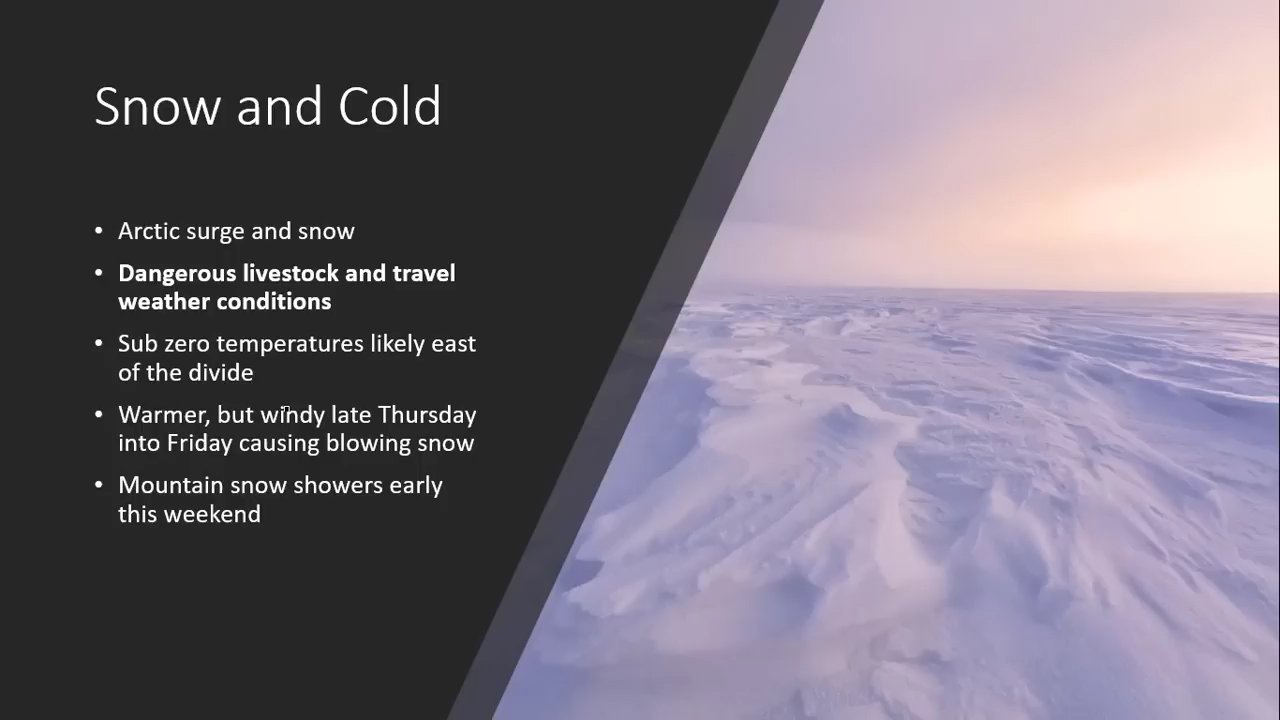 Snow and Cold
• Arctic surge and snow
• Dangerous livestock and travel
weather conditions
• Sub zero temperatures likely east
of the divide
• Warmer, but windy late Thursday
into Friday causing blowing snow
• Mountain snow showers early
this weekend